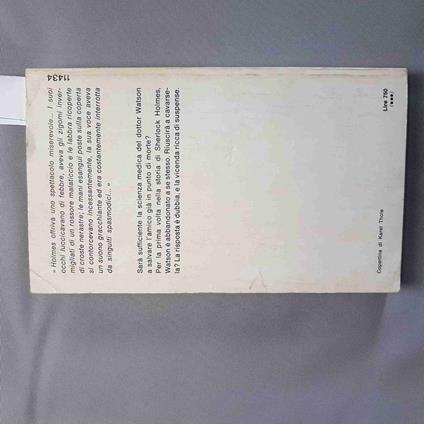 « Holmes offriva uno spettacolo miserevole... I suoi
occhi luccicavano di febbre, aveva gli zigomi inver-
migliati di un rossore malaticcio e le labbra ricoperte
di croste nerastre; le mani esangui poste sulla coperta
si contorcevano incessantemente, la sua voce aveva
un suono gracchiante ed era costantemente interrotta
da singulti spasmodici... »
Sarà sufficiente la scienza medica del dottor Watson
a salvare l'amico già in punto di morte?
Per la prima volta nella storia di Sherlock Holmes,
Watson è abbandonato a se stesso. Riuscirà a cavarse-
la? La risposta è dubbia, e la vicenda ricca di suspense.
Copertina di Karel Thole
Lire 750
(•••)
11434